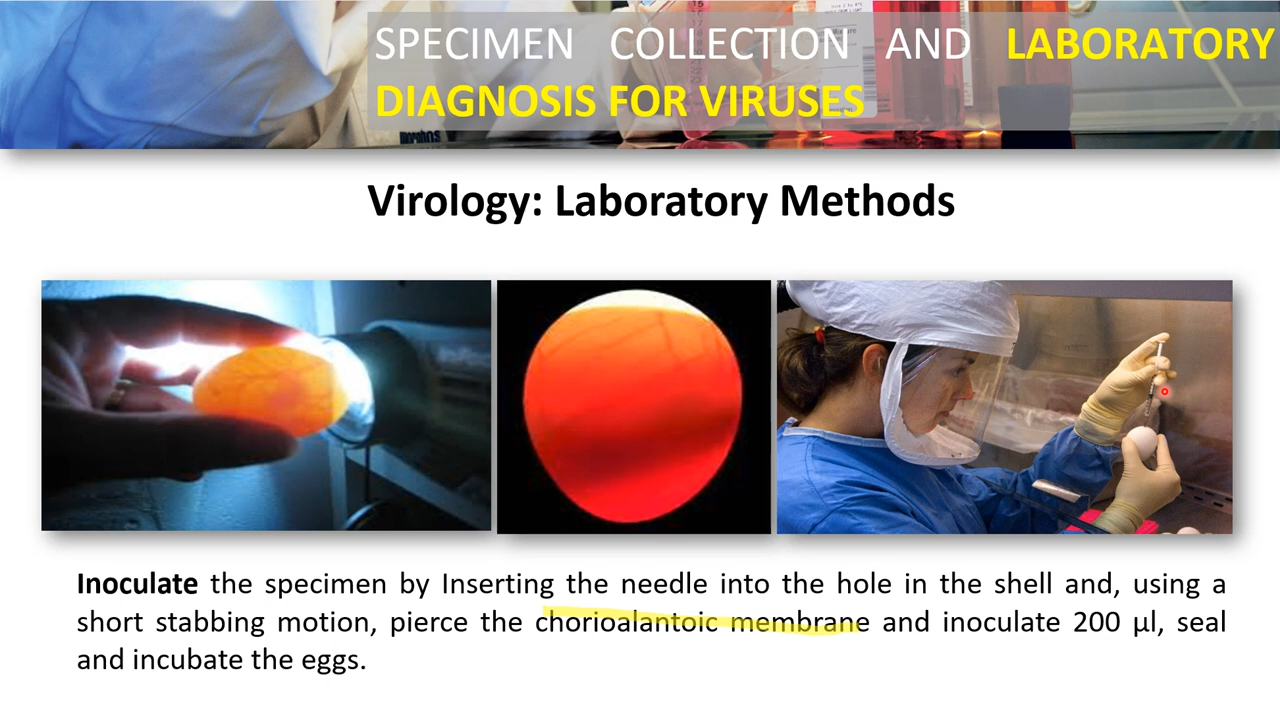 SPECIMEN COLLECTION AND LABORATORY
DIAGNOSIS FOR VIRUSES
Virology: Laboratory Methods
Inoculate the specimen by Inserting the needle into the hole in the shell and, using a
short stabbing motion, pierce the chorioalantoic membrane and inoculate 200 µl, seal
and incubate the eggs.